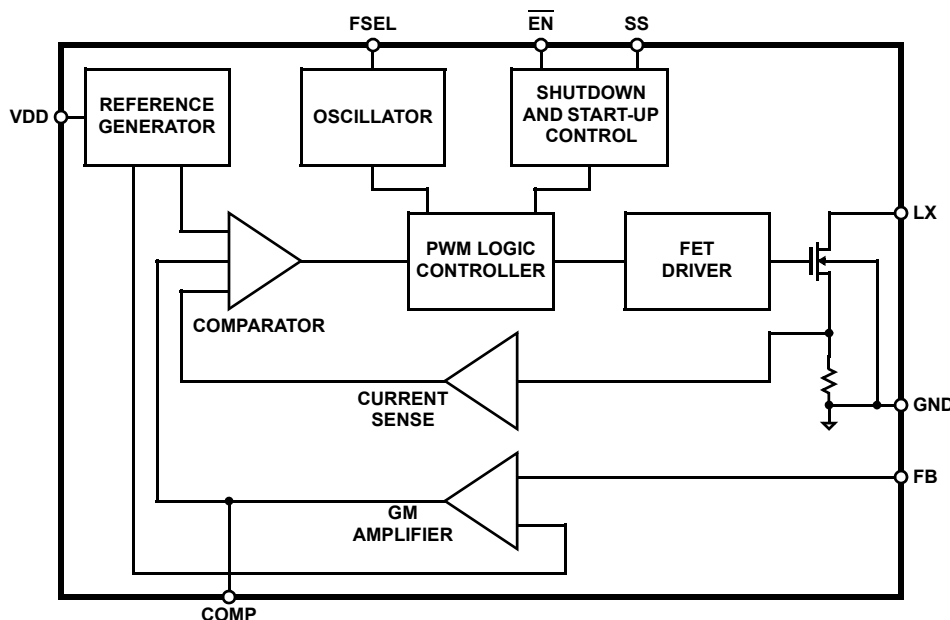 FSEL
EN
SS
VDD
REFERENCE
GENERATOR
OSCILLATOR
SHUTDOWN
AND START-UP
CONTROL
LX
PWM LOGIC
CONTROLLER
FET
DRIVER
COMPARATOR
CURRENT
SENSE
GND
FB
GM
AMPLIFIER
COMP